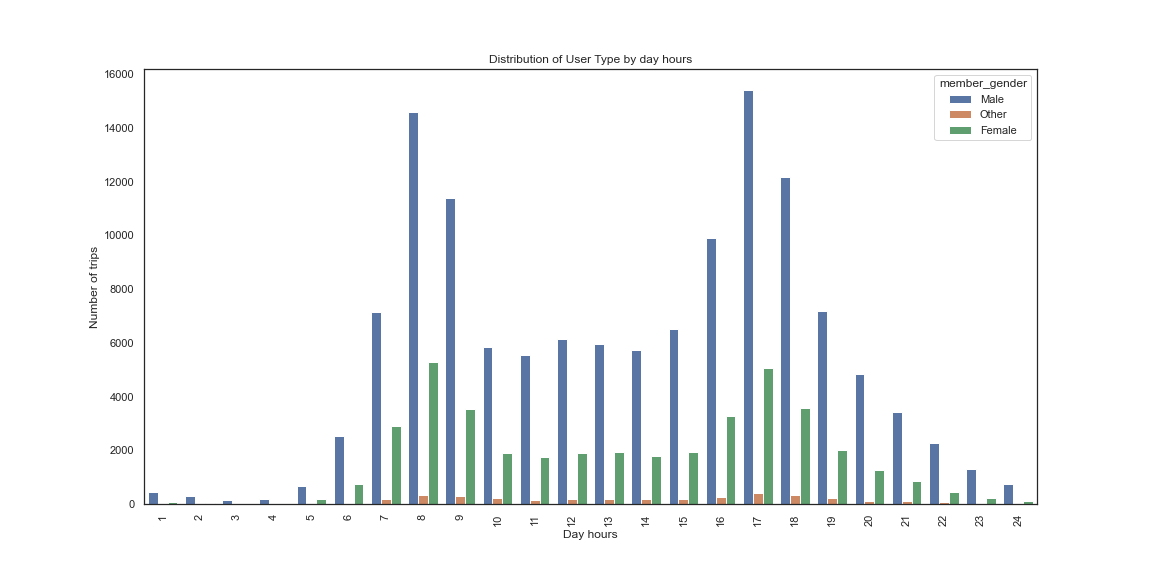 Distribution of User Type by day hours
16000
14000
12000
10000
8000
6000
4000
2000
0
Number of trips
member_gender
Male
Other
Female
1 2 3 4 5 6 7 8 9 10 11 12 13 14 15 16 17 18 19 20 21 22 23 24
Day hours